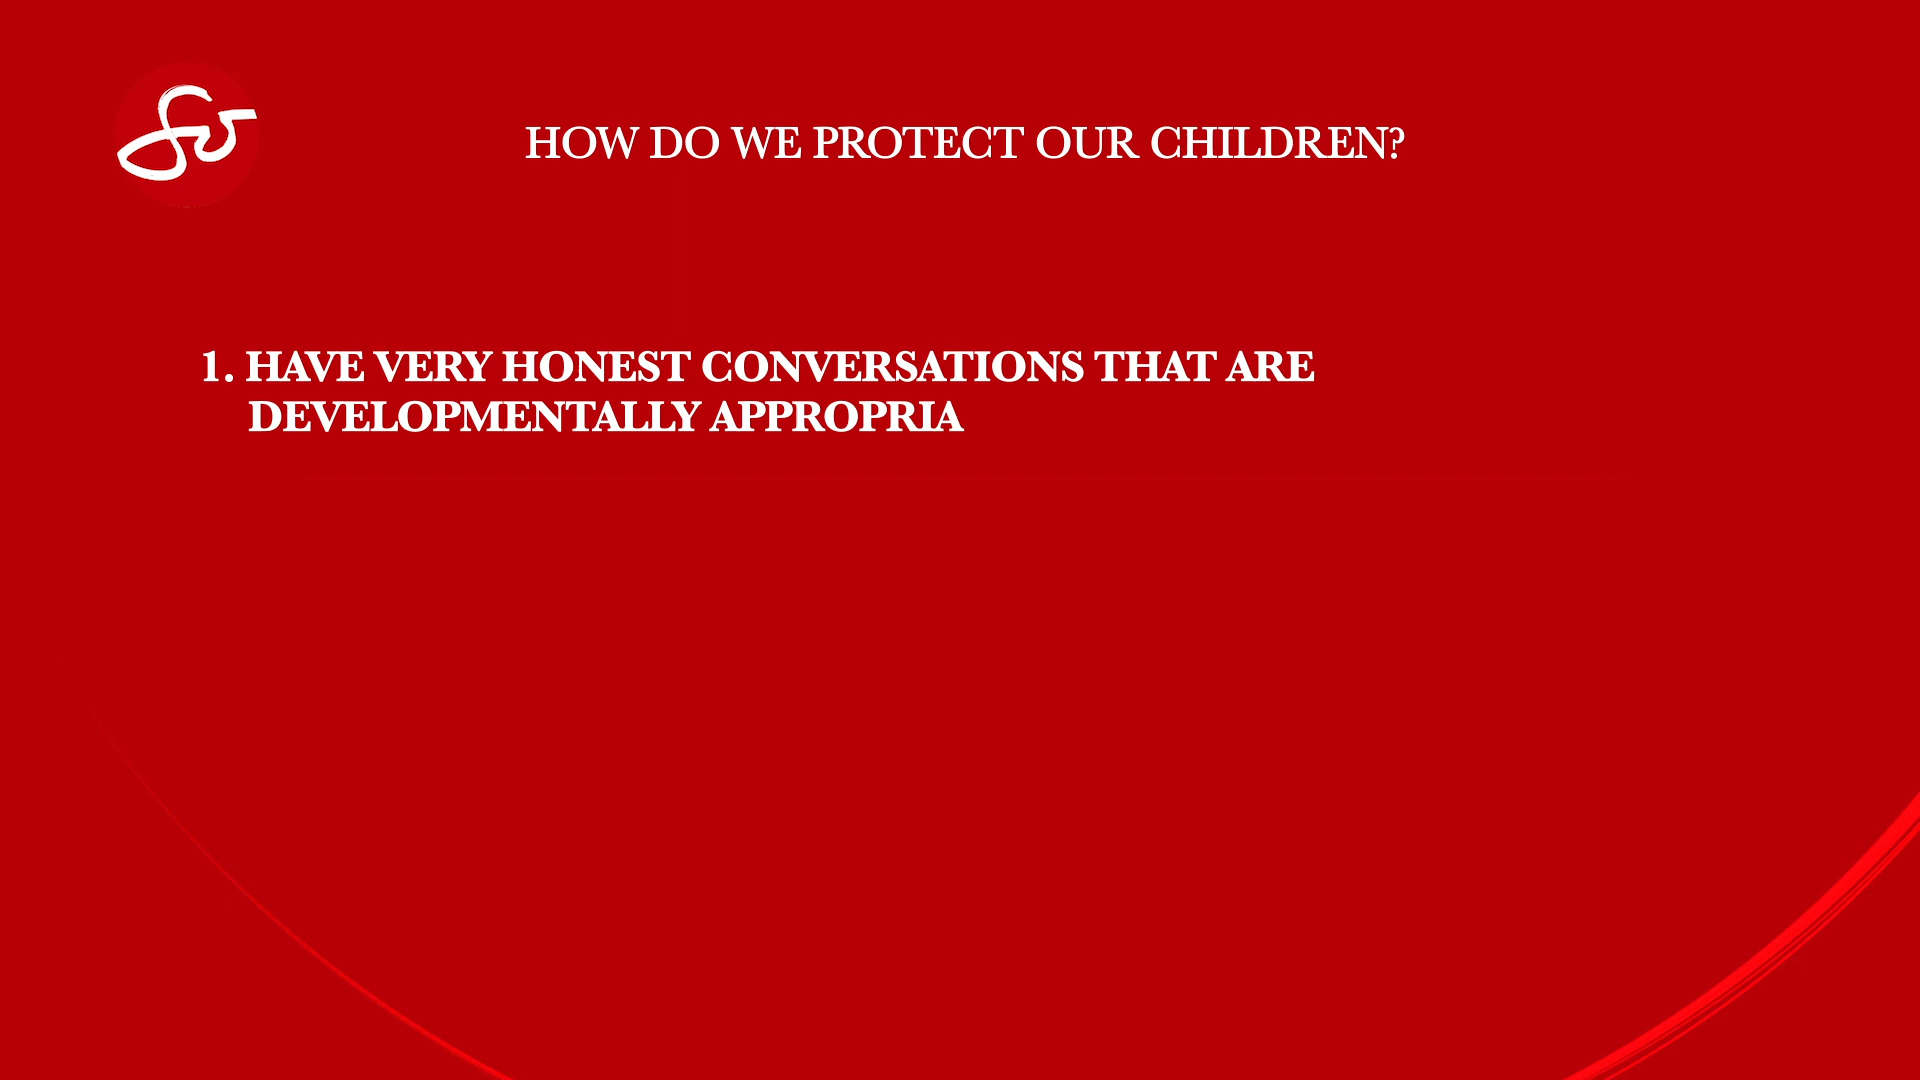 HOW DO WE PROTECT OUR CHILDREN?
1. HAVE VERY HONEST CONVERSATIONS THAT ARE
DEVELOPMENTALLY APPROPRIA